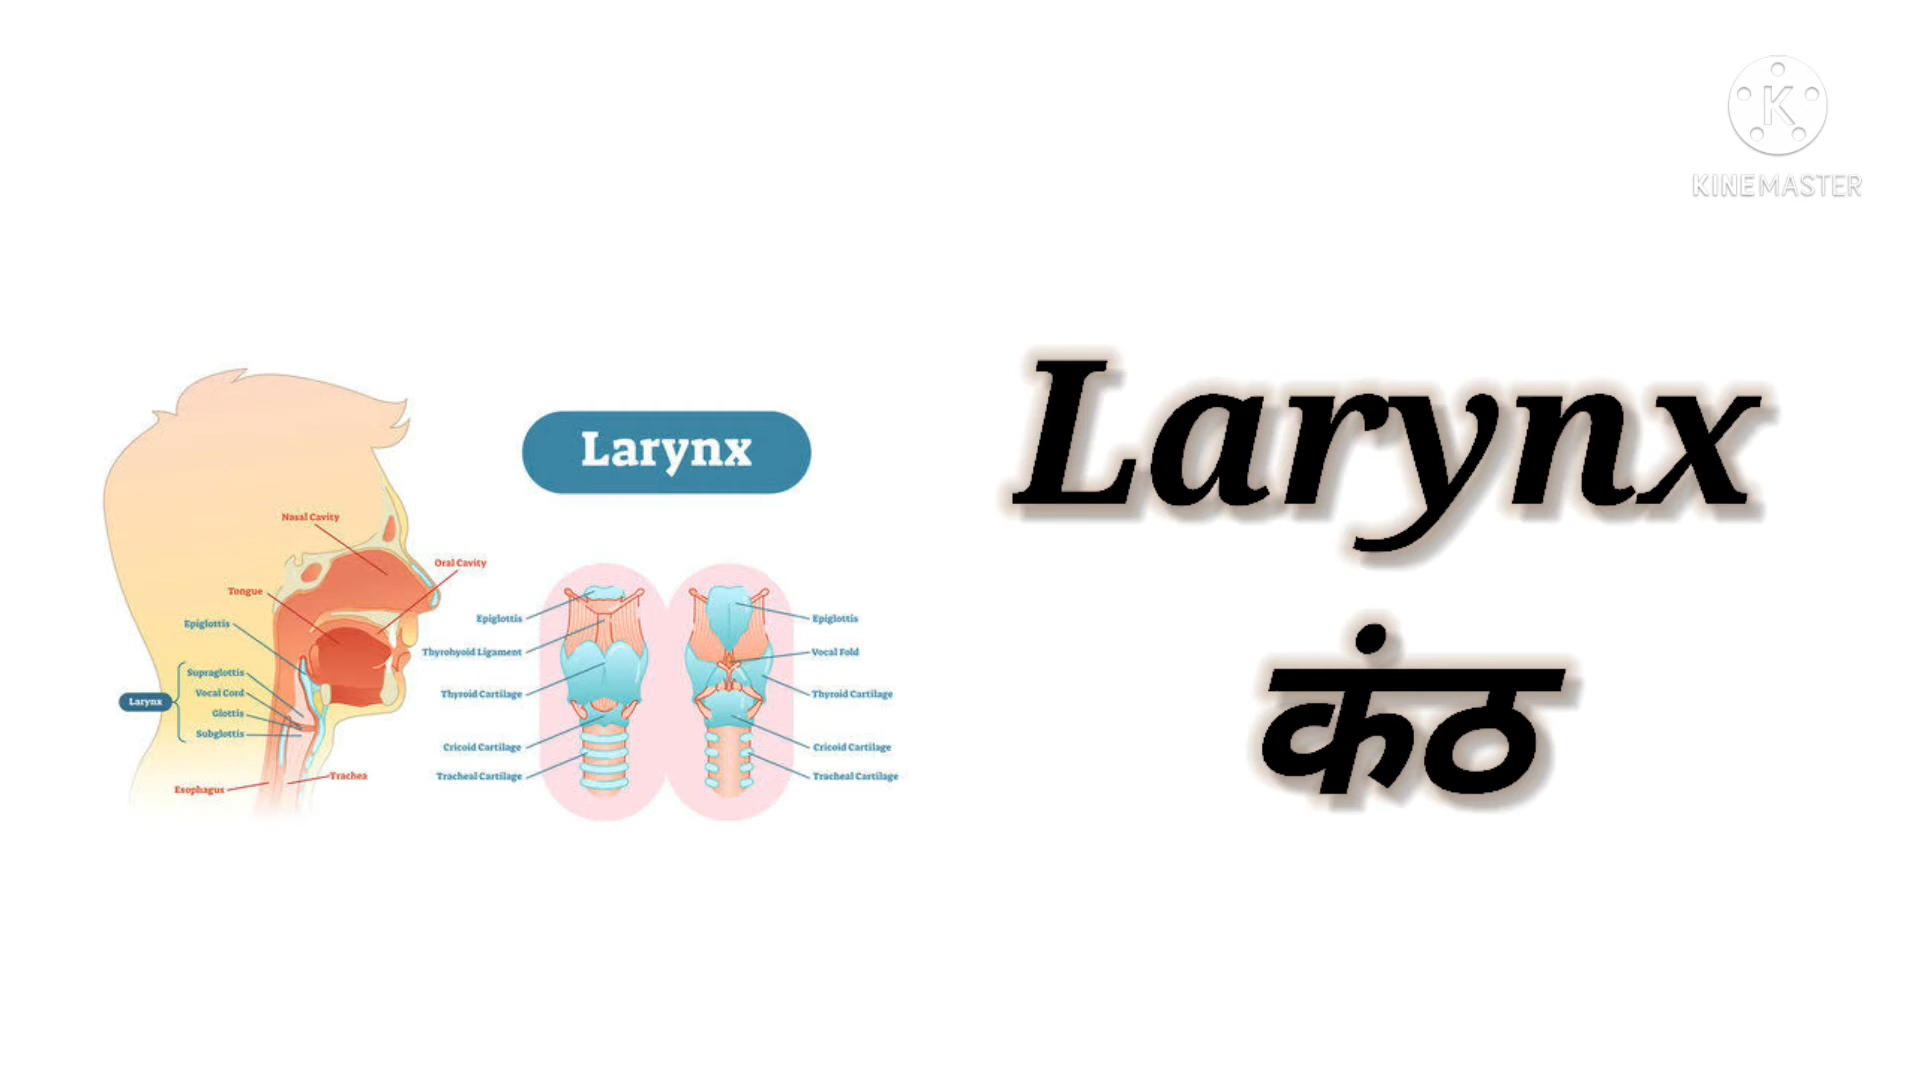 KINEMASTER
Larynx
Nasal Cavity
Oral Cavity
Tongue
Epiglottis
Supraglottis
Vocal Cord
Larynx
Glottis
Subglottis
Trachea
Esophagus
Larynx
Epiglottis
Thyrohyoid Ligament
Thyroid Cartilage
Cricoid Cartilage
Tracheal Cartilage
Epiglottis
Vocal Fold
Thyroid Cartilage
Cricoid Cartilage
Tracheal Cartilage
कंठ